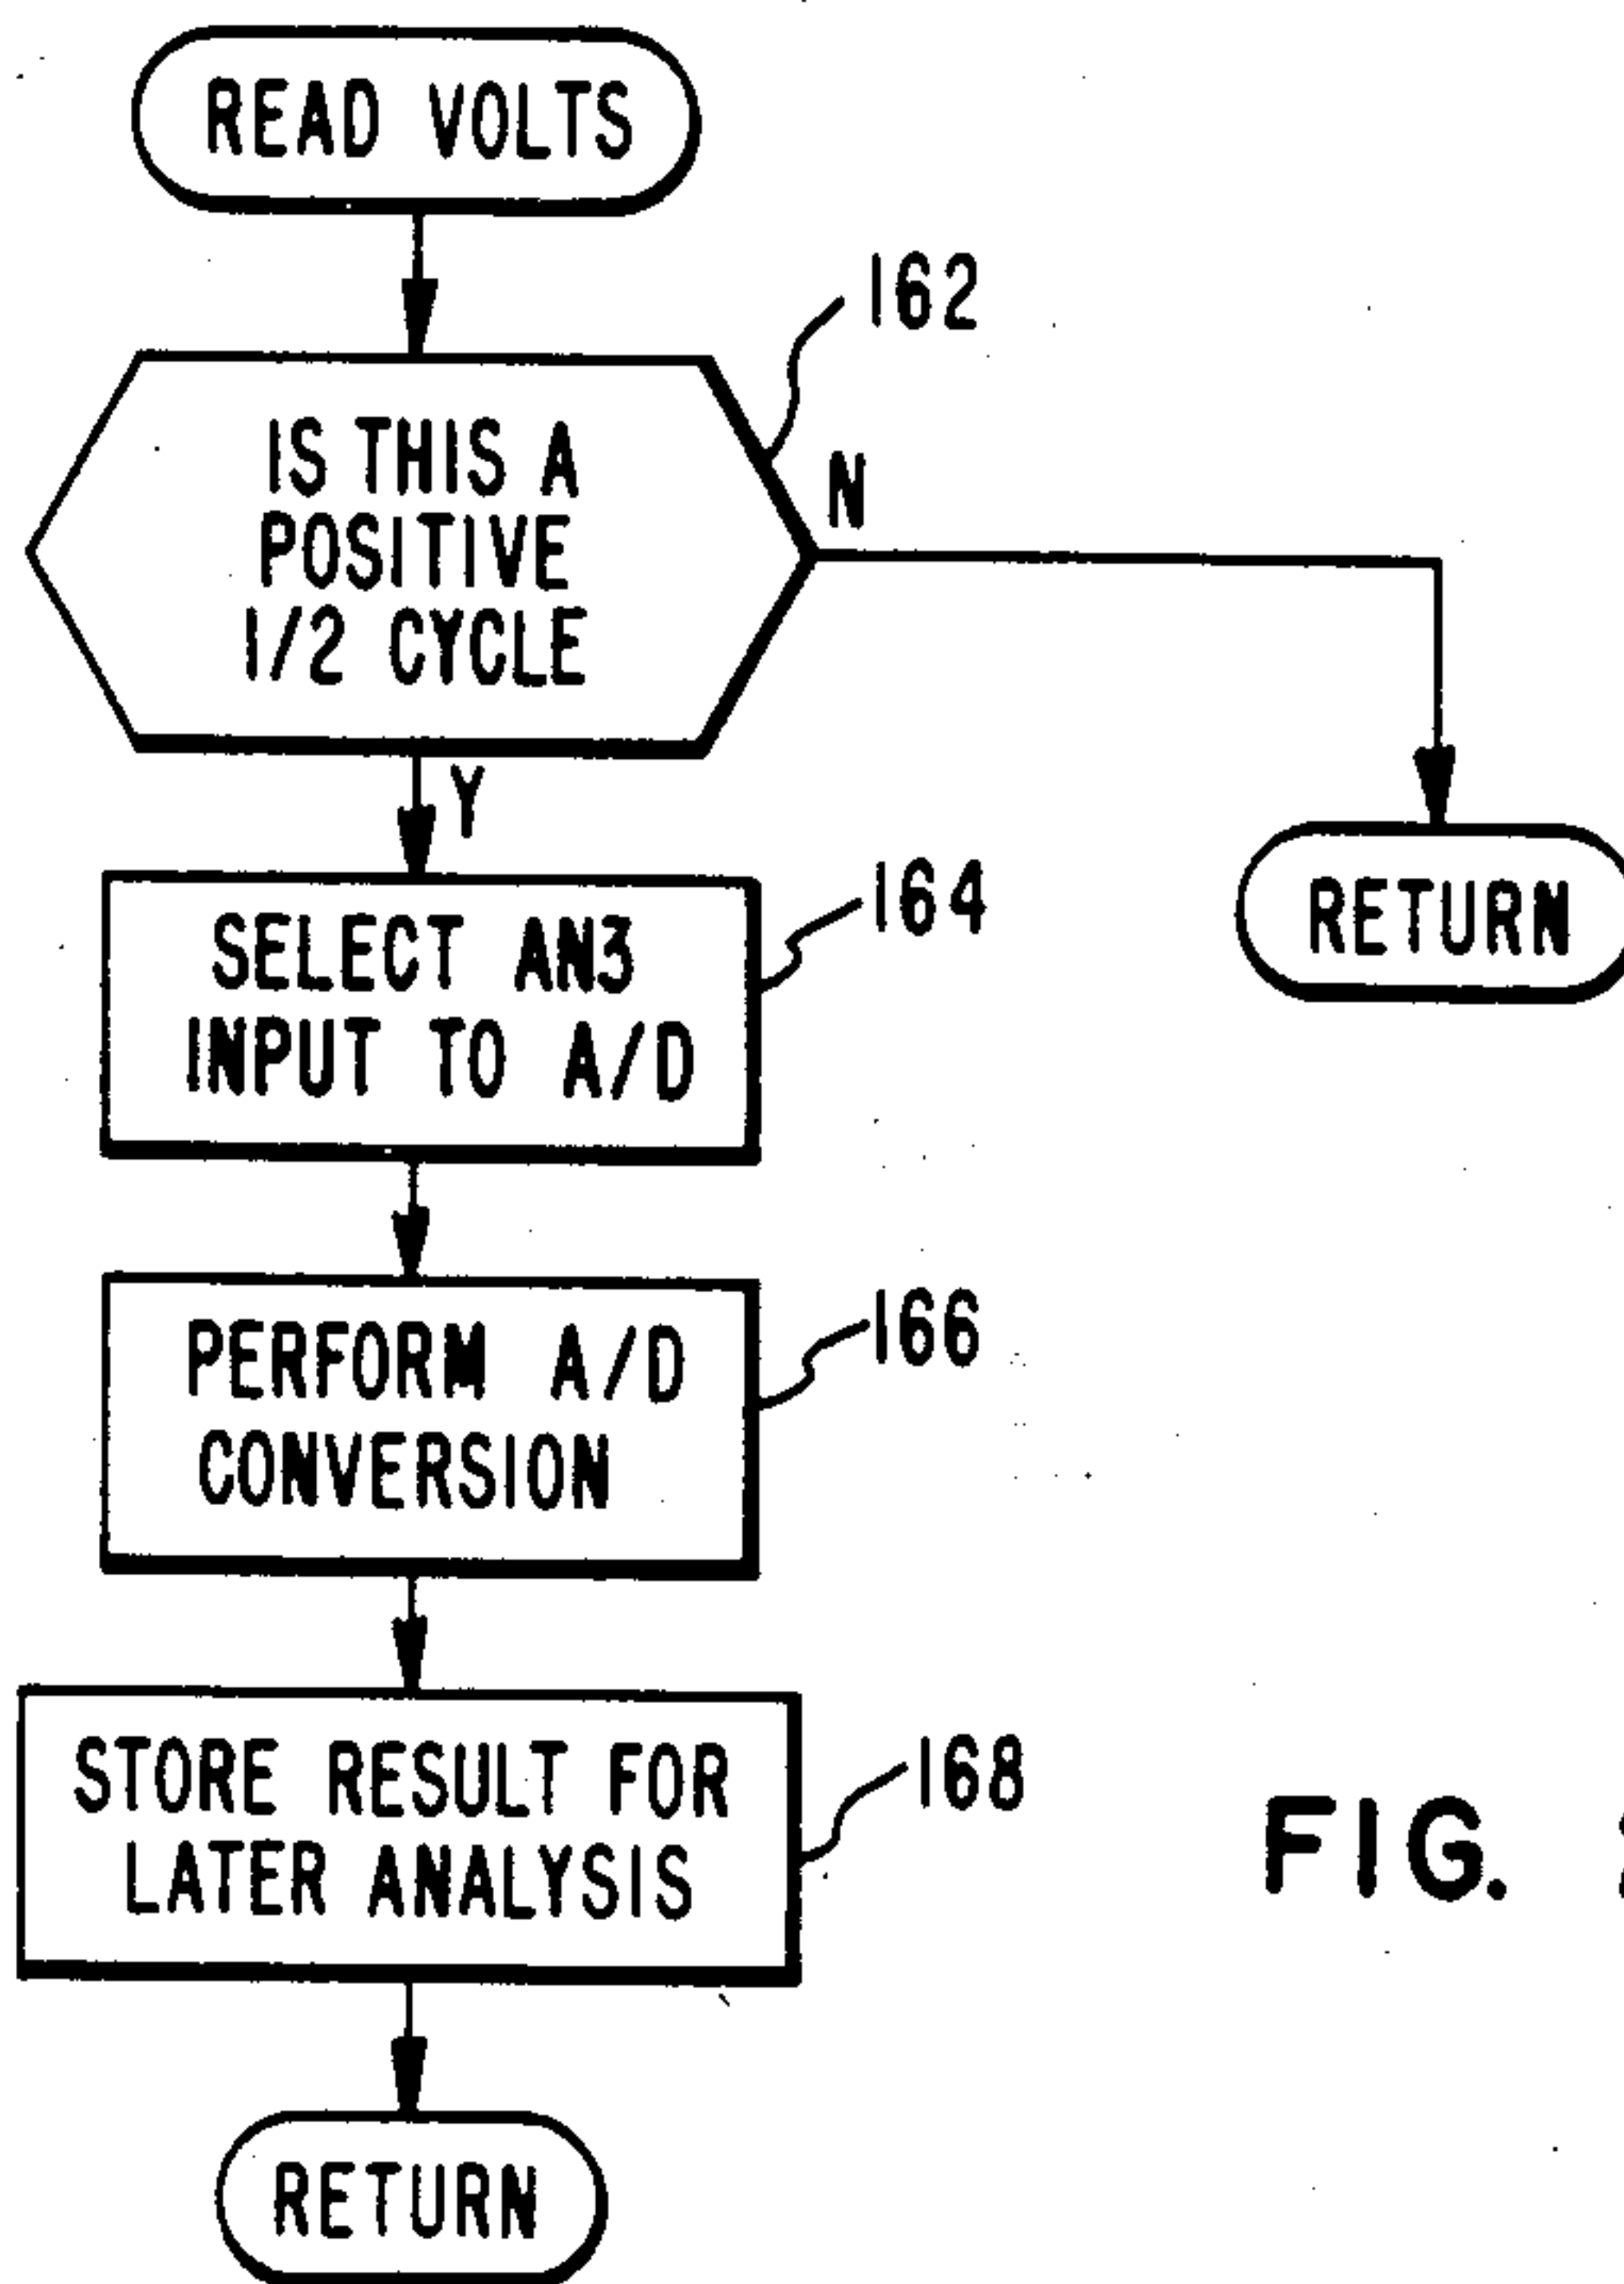 READ VOLTS
162
IS THIS A
POSITIVE
1/2 CYCLE
N
Y
164
SELECT AN3
INPUT TO A/D
RETURN
166
PERFORM A/D
CONVERSION
168
STORE RESULT FOR
LATER ANALYSIS
FIG.
RETURN